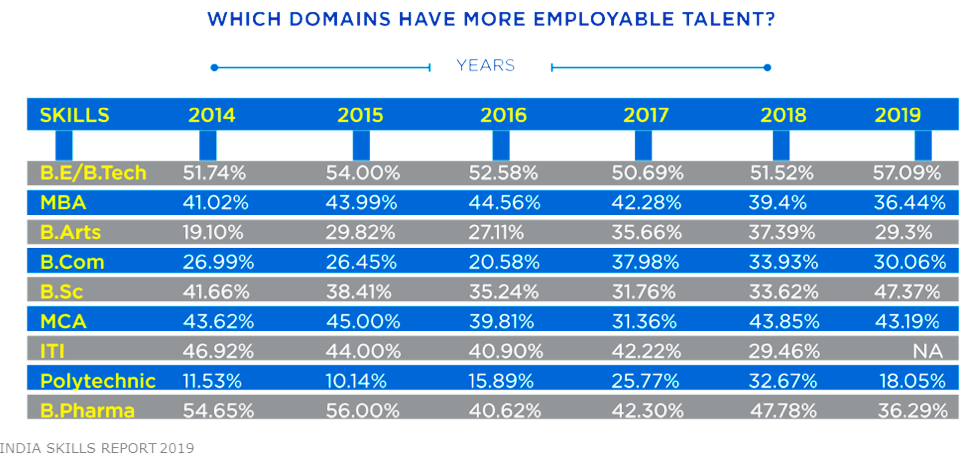 WHICH DOMAINS HAVE MORE EMPLOYABLE TALENT?
YEARS
SKILLS 2014 2015 2016 2017 2018 2019
B.E/B.Tech 51.74% 54.00% 52.58% 50.69% 51.52% 57.09%
MBA 41.02% 43.99% 44.56% 42.28% 39.4% 36.44%
B.Arts 19.10% 29.82% 27.11% 35.66% 37.39% 29.3%
B.Com 26.99% 26.45% 20.58% 37.98% 33.93% 30.06%
B.Sc 41.66% 38.41% 35.24% 31.76% 33.62% 47.37%
MCA 43.62% 45.00% 39.81% 31.36% 43.85% 43.19%
ITI 46.92% 44.00% 40.90% 42.22% 29.46% NA
Polytechnic 11.53% 10.14% 15.89% 25.77% 32.67% 18.05%
B.Pharma 54.65% 56.00% 40.62% 42.30% 47.78% 36.29%
INDIA SKILLS REPORT 2019